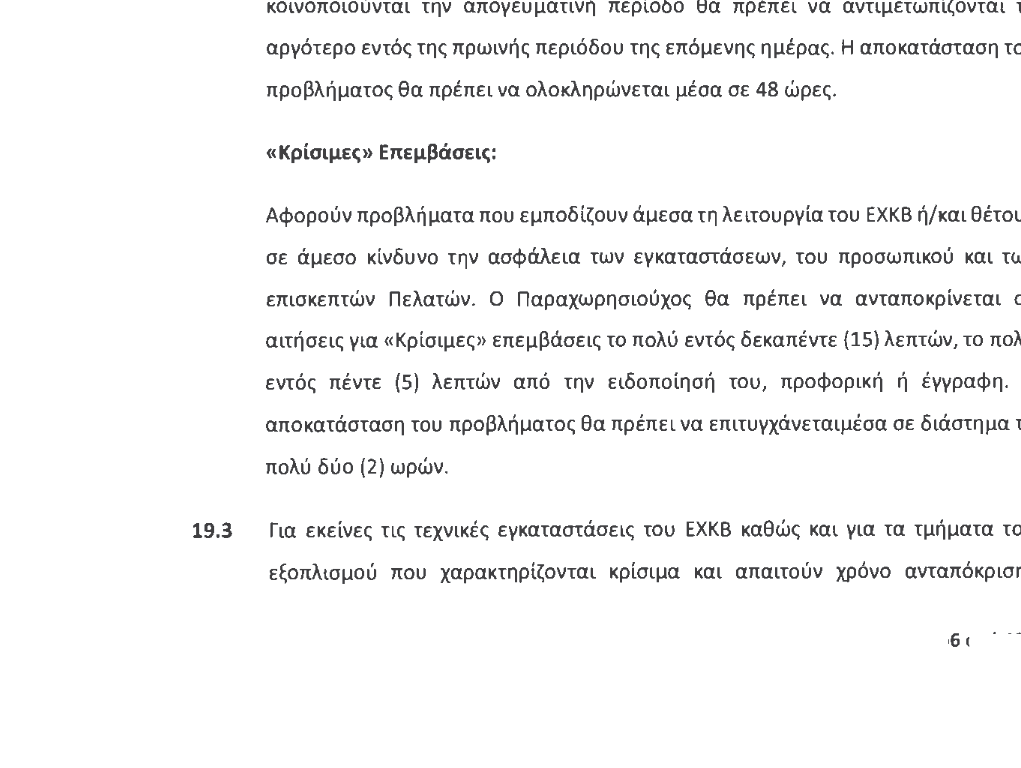 κοινοποιούνται την απογευματινή περίοδο θα πρέπει να αντιμετωπίζονται
αργότερο εντός της πρωινής περιόδου της επόμενης ημέρας. Η αποκατάσταση
προβλήματος θα πρέπει να ολοκληρώνεται μέσα σε 48 ώρες.
«Κρίσιμες» Επεμβάσεις:
Αφορούν προβλήματα που εμποδίζουν άμεσα τη λειτουργία του ΕΧΚΒ ή/και
σε άμεσο κίνδυνο την ασφάλεια των εγκαταστάσεων, του προσωπικού και
επισκεπτών Πελατών. Ο Παραχωρησιούχος θα πρέπει να ανταποκρίνεται
αιτήσεις για «Κρίσιμες» επεμβάσεις το πολύ εντός δεκαπέντε (15) λεπτών, το
εντός πέντε (5) λεπτών από την ειδοποίησή του, προφορική ή έγγραφη.
αποκατάσταση του προβλήματος θα πρέπει να επιτυγχάνεταιμέσα σε διάστημα
πολύ δύο (2) ωρών.
19.3 Για εκείνες τις τεχνικές εγκαταστάσεις του ΕΧΚΒ καθώς και για τα τμήματα
εξοπλισμού που χαρακτηρίζονται κρίσιμα και απαιτούν χρόνο